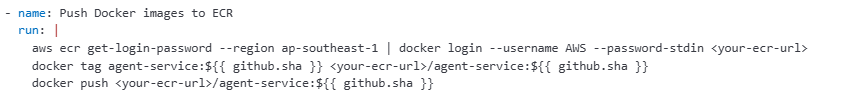 - name: Push Docker images to ECR
  run: |
    aws ecr get-login-password --region ap-southeast-1 | docker login --username AWS --password-stdin <your-ecr-url>
    docker tag agent-service:${{ github.sha }} <your-ecr-url>/agent-service:${{ github.sha }}
    docker push <your-ecr-url>/agent-service:${{ github.sha }}